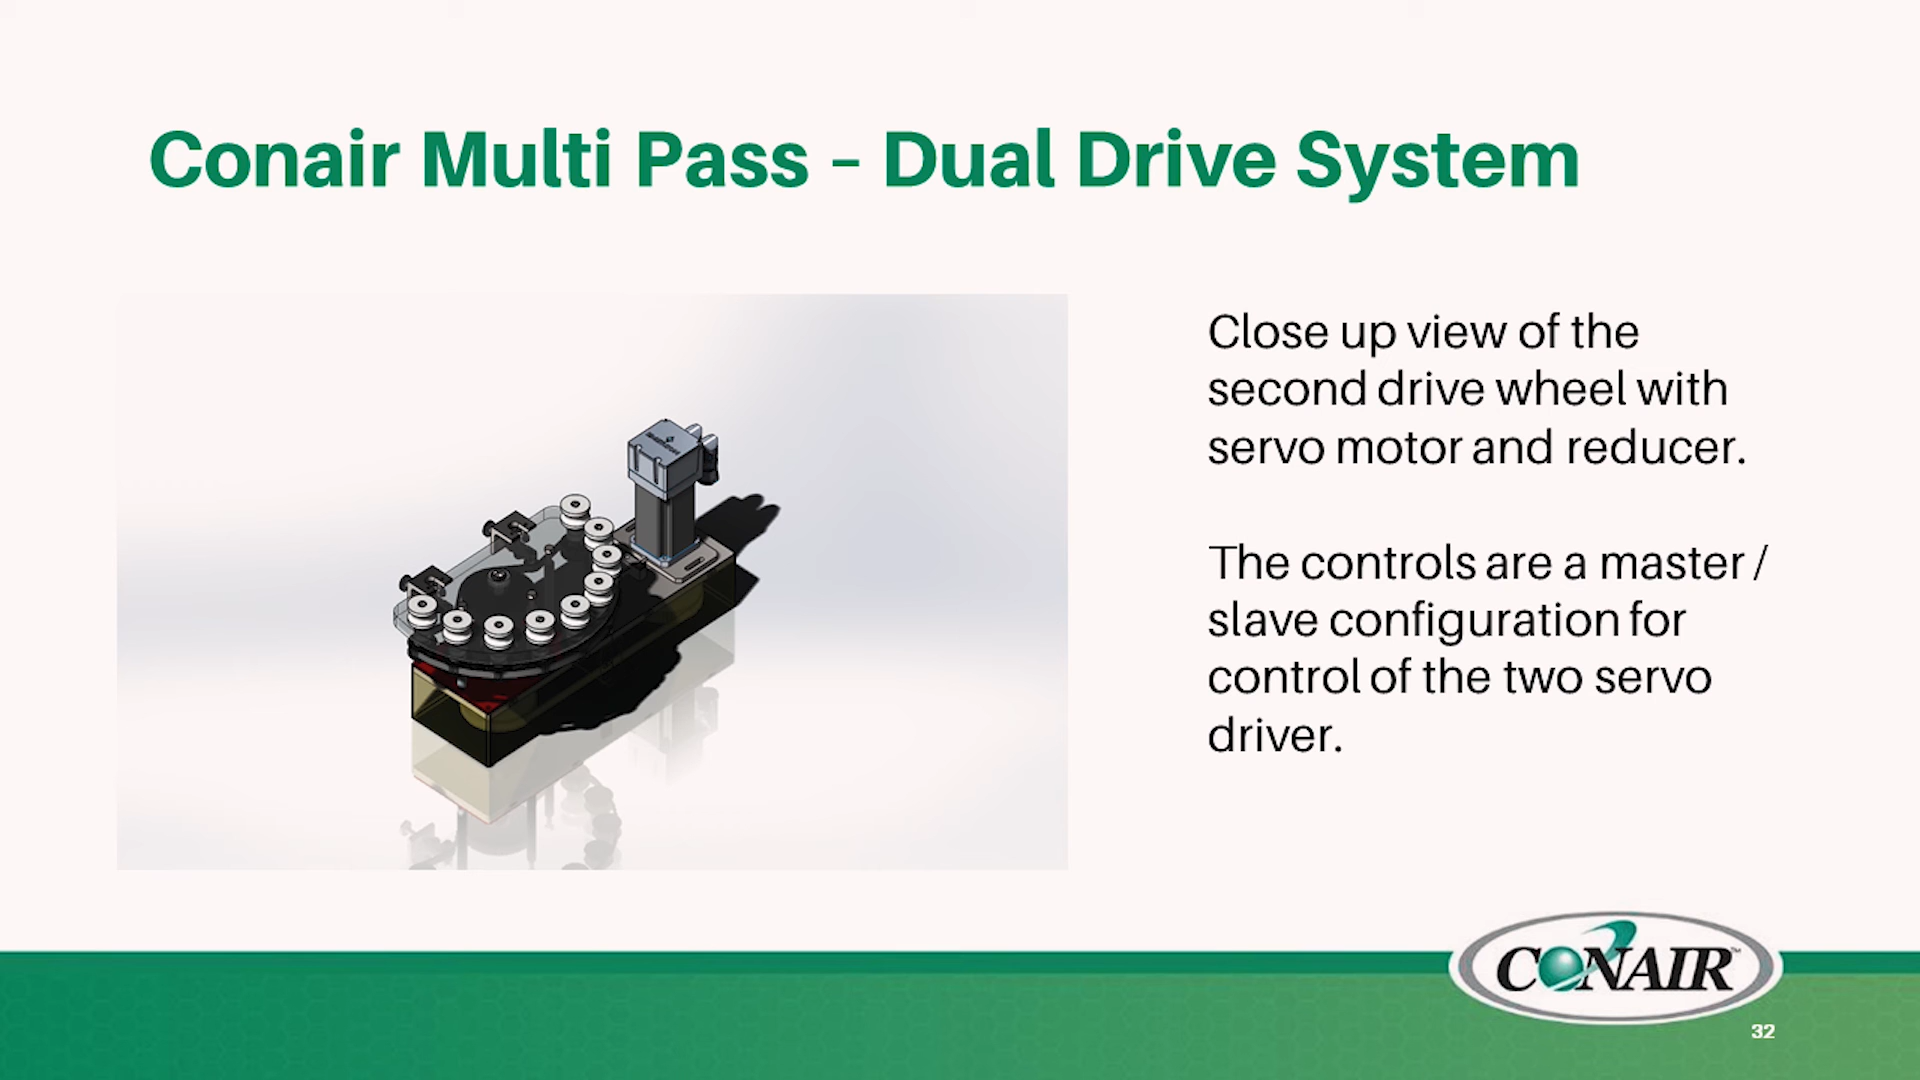 Conair Multi Pass – Dual Drive System
Close up view of the
second drive wheel with
servo motor and reducer.
The controls are a master /
slave configuration for
control of the two servo
driver.
CONAIR™
32